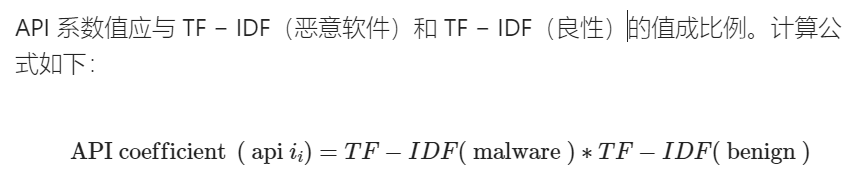 API 系数值应与 TF – IDF（恶意软件）和 TF – IDF（良性）的值成比例。计算公
式如下：
API coefficient ( api i_i) = TF − IDF( malware ) * TF − IDF( benign )